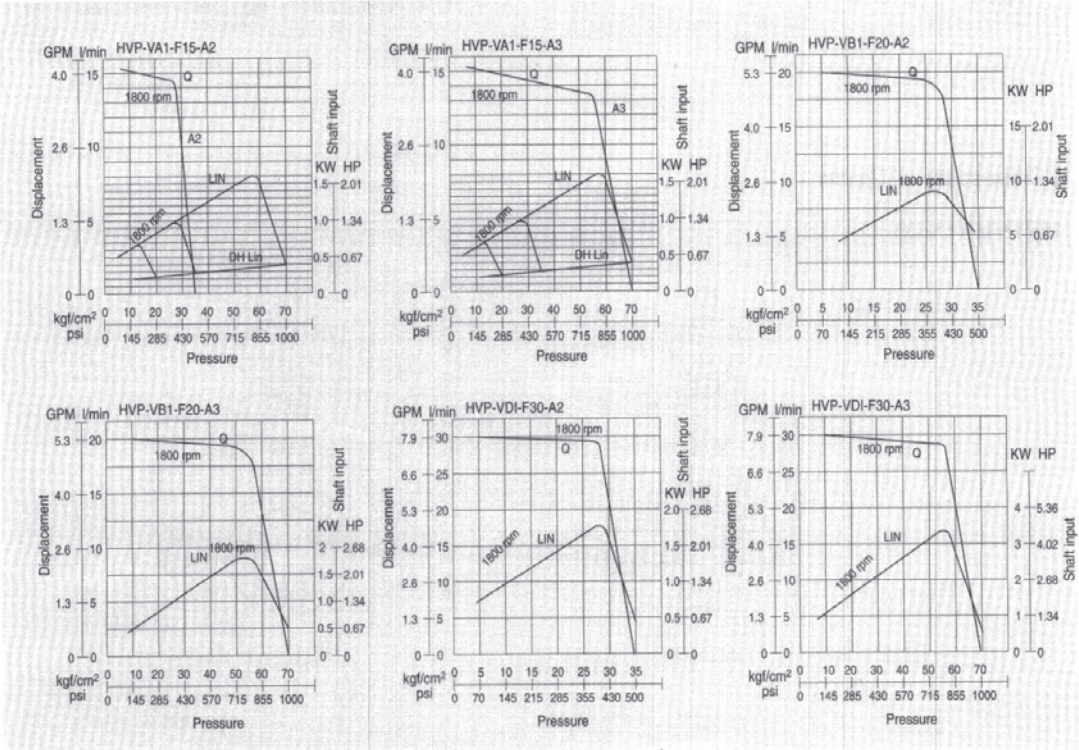 HVP-VA1-F15-A2
GPM l/min
4.0 15
2.6 10
1.3 5
0 0
Displacement
Q
1800 rpm
A2
LIN
1800 rpm
DH Lin
Shaft input
KW HP
1.5 2.01
1.0 1.34
0.5 0.67
0 0
kgf/cm² 0 10 20 30 40 50 60 70
psi 0 145 285 430 570 715 855 1000
Pressure
HVP-VA1-F15-A3
GPM l/min
4.0 15
2.6 10
1.3 5
0 0
Displacement
Q
1800 rpm
A3
LIN
1800 rpm
DH Lin
Shaft input
KW HP
1.5 2.01
1.0 1.34
0.5 0.67
0 0
kgf/cm² 0 10 20 30 40 50 60 70
psi 0 145 285 430 570 715 855 1000
Pressure
HVP-VB1-F20-A2
GPM l/min
5.3 20
4.0 15
2.6 10
1.3 5
0 0
Displacement
Q
1800 rpm
1800 rpm
LIN
KW HP
15 2.01
10 1.34
5 0.67
0 0
Shaft input
kgf/cm² 0 5 10 15 20 25 30 35
psi 0 70 145 215 285 355 430 500
Pressure
HVP-VB1-F20-A3
GPM l/min
5.3 20
4.0 15
2.6 10
1.3 5
0 0
Displacement
Q
1800 rpm
1800 rpm
LIN
Shaft input
KW HP
2 2.68
1.5 2.01
1.0 1.34
0.5 0.67
0 0
kgf/cm² 0 10 20 30 40 50 60 70
psi 0 145 285 430 570 715 855 1000
Pressure
HVP-VDI-F30-A2
GPM l/min
7.9 30
6.6 25
5.3 20
4.0 15
2.6 10
1.3 5
0 0
Displacement
1800 rpm
Q
LIN
1800 rpm
Shaft input
KW HP
2.0 2.68
1.5 2.01
1.0 1.34
0.5 0.67
0 0
kgf/cm² 0 5 10 15 20 25 30 35
psi 0 70 145 215 285 355 430 500
Pressure
HVP-VDI-F30-A3
GPM l/min
7.9 30
6.6 25
5.3 20
4.0 15
2.6 10
1.3 5
0 0
Displacement
1800 rpm Q
LIN
1800 rpm
KW HP
4 5.36
3 4.02
2 2.68
1 1.34
0 0
Shaft input
kgf/cm² 0 10 20 30 40 50 60 70
psi 0 145 285 430 570 715 855 1000
Pressure